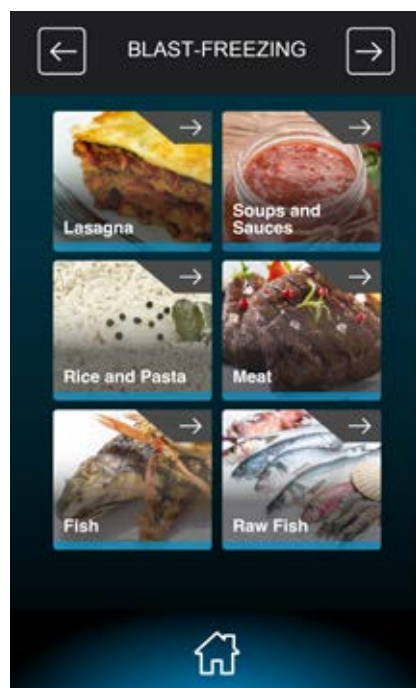 BLAST-FREEZING
Lasagna
Soups and
Sauces
Rice and Pasta
Meat
Fish
Raw Fish